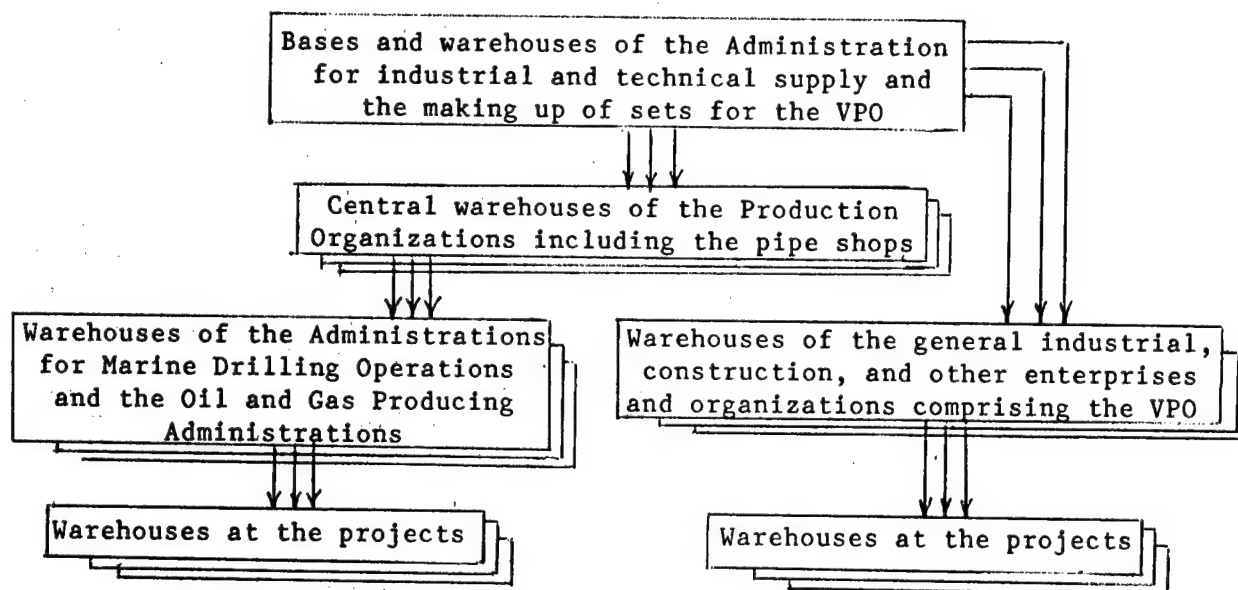 Bases and warehouses of the Administration
for industrial and technical supply and
the making up of sets for the VPO
Central warehouses of the Production
Organizations including the pipe shops
Warehouses of the Administrations
for Marine Drilling Operations
and the Oil and Gas Producing
Administrations
Warehouses of the general industrial,
construction, and other enterprises
and organizations comprising the VPO
Warehouses at the projects
Warehouses at the projects